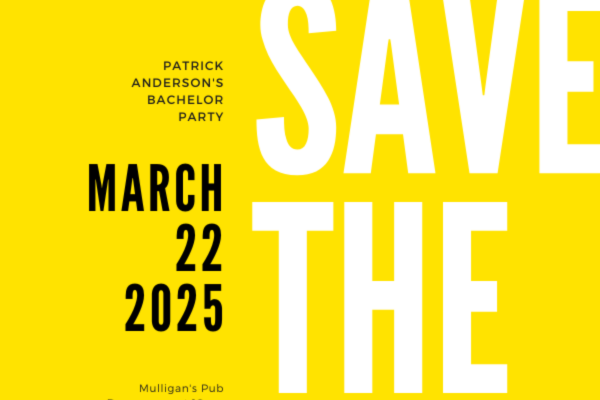 PATRICK
ANDERSON'S
BACHELOR
PARTY
MARCH
22
2025
Mulligan's Pub
SAVE
THE